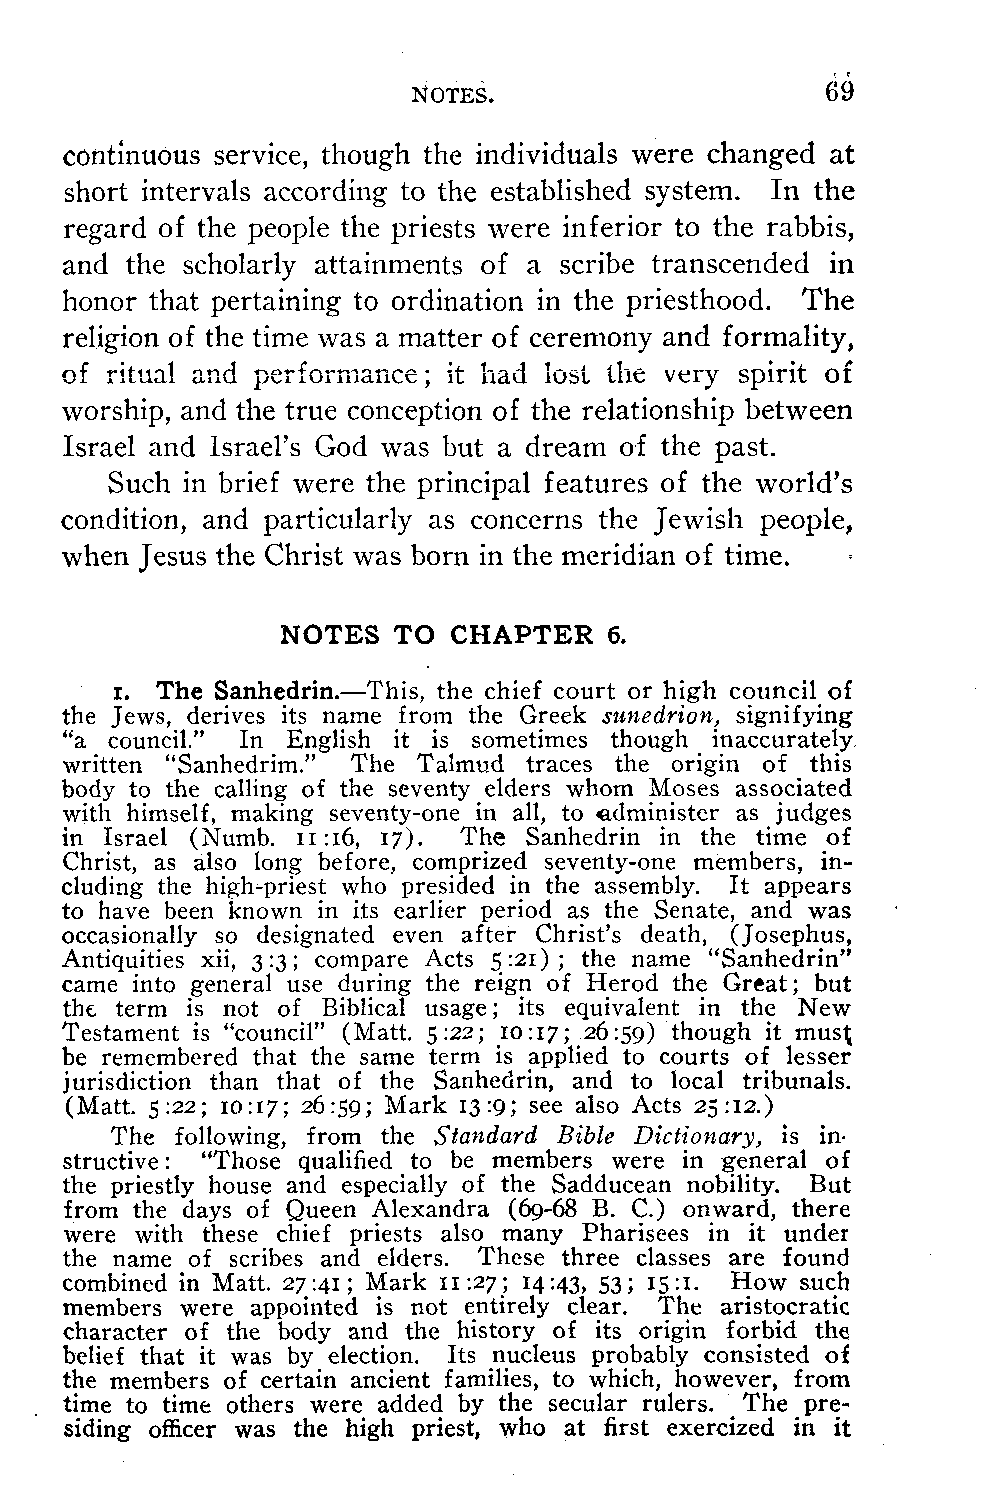 NOTES. 69
continuous service, though the individuals were changed at
short intervals according to the established system. In the
regard of the people the priests were inferior to the rabbis,
and the scholarly attainments of a scribe transcended in
honor that pertaining to ordination in the priesthood. The
religion of the time was a matter of ceremony and formality,
of ritual and performance; it had lost the very spirit of
worship, and the true conception of the relationship between
Israel and Israel's God was but a dream of the past.
Such in brief were the principal features of the world's
condition, and particularly as concerns the Jewish people,
when Jesus the Christ was born in the meridian of time.
NOTES TO CHAPTER 6.
1. The Sanhedrin.—This, the chief court or high council of
the Jews, derives its name from the Greek sunedrion, signifying
"a council." In English it is sometimes though inaccurately
written "Sanhedrim." The Talmud traces the origin of this
body to the calling of the seventy elders whom Moses associated
with himself, making seventy-one in all, to administer as judges
in Israel (Numb. 11:16, 17). The Sanhedrin in the time of
Christ, as also long before, comprized seventy-one members, in-
cluding the high-priest who presided in the assembly. It appears
to have been known in its earlier period as the Senate, and was
occasionally so designated even after Christ's death, (Josephus,
Antiquities xii, 3:3; compare Acts 5:21); the name "Sanhedrin"
came into general use during the reign of Herod the Great; but
the term is not of Biblical usage; its equivalent in the New
Testament is "council" (Matt. 5:22; 10:17; 26:59) though it must
be remembered that the same term is applied to courts of lesser
jurisdiction than that of the Sanhedrin, and to local tribunals.
(Matt. 5:22; 10:17; 26:59; Mark 13:9; see also Acts 25:12.)
The following, from the Standard Bible Dictionary, is in-
structive: "Those qualified to be members were in general of
the priestly house and especially of the Sadducean nobility. But
from the days of Queen Alexandra (69-68 B. C.) onward, there
were with these chief priests also many Pharisees in it under
the name of scribes and elders. These three classes are found
combined in Matt. 27:41; Mark 11:27; 14:43, 53; 15:1. How such
members were appointed is not entirely clear. The aristocratic
character of the body and the history of its origin forbid the
belief that it was by election. Its nucleus probably consisted of
the members of certain ancient families, to which, however, from
time to time others were added by the secular rulers. The pre-
siding officer was the high priest, who at first exercized in it